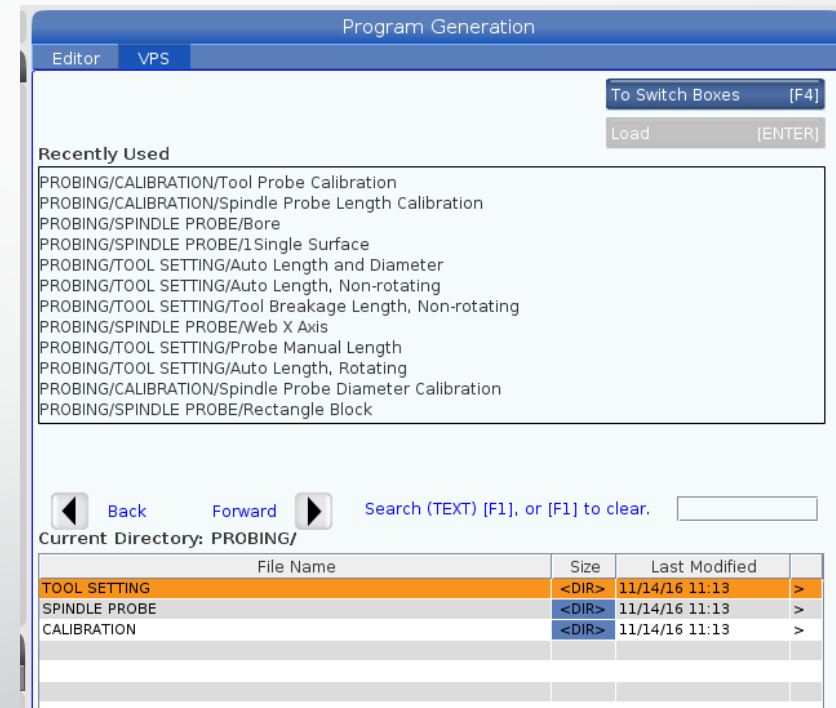 Program Generation
Editor VPS
To Switch Boxes [F4]
Load [ENTER]
Recently Used
PROBING/CALIBRATION/Tool Probe Calibration
PROBING/CALIBRATION/Spindle Probe Length Calibration
PROBING/SPINDLE PROBE/Bore
PROBING/SPINDLE PROBE/1Single Surface
PROBING/TOOL SETTING/Auto Length and Diameter
PROBING/TOOL SETTING/Auto Length, Non-rotating
PROBING/TOOL SETTING/Tool Breakage Length, Non-rotating
PROBING/SPINDLE PROBE/Web X Axis
PROBING/TOOL SETTING/Probe Manual Length
PROBING/TOOL SETTING/Auto Length, Rotating
PROBING/CALIBRATION/Spindle Probe Diameter Calibration
PROBING/SPINDLE PROBE/Rectangle Block
Back Forward Search (TEXT) [F1], or [F1] to clear.
Current Directory: PROBING/
File Name Size Last Modified
TOOL SETTING <DIR> 11/14/16 11:13 >
SPINDLE PROBE <DIR> 11/14/16 11:13 >
CALIBRATION <DIR> 11/14/16 11:13 >